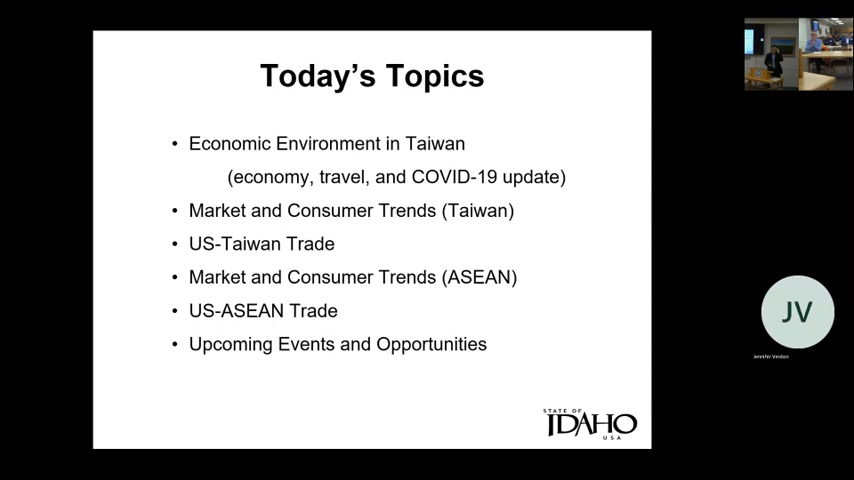 Today's Topics
• Economic Environment in Taiwan
(economy, travel, and COVID-19 update)
• Market and Consumer Trends (Taiwan)
• US-Taiwan Trade
• Market and Consumer Trends (ASEAN)
• US-ASEAN Trade
• Upcoming Events and Opportunities
STATE OF
IDAHO
USA
JV
Jennifer Verdon